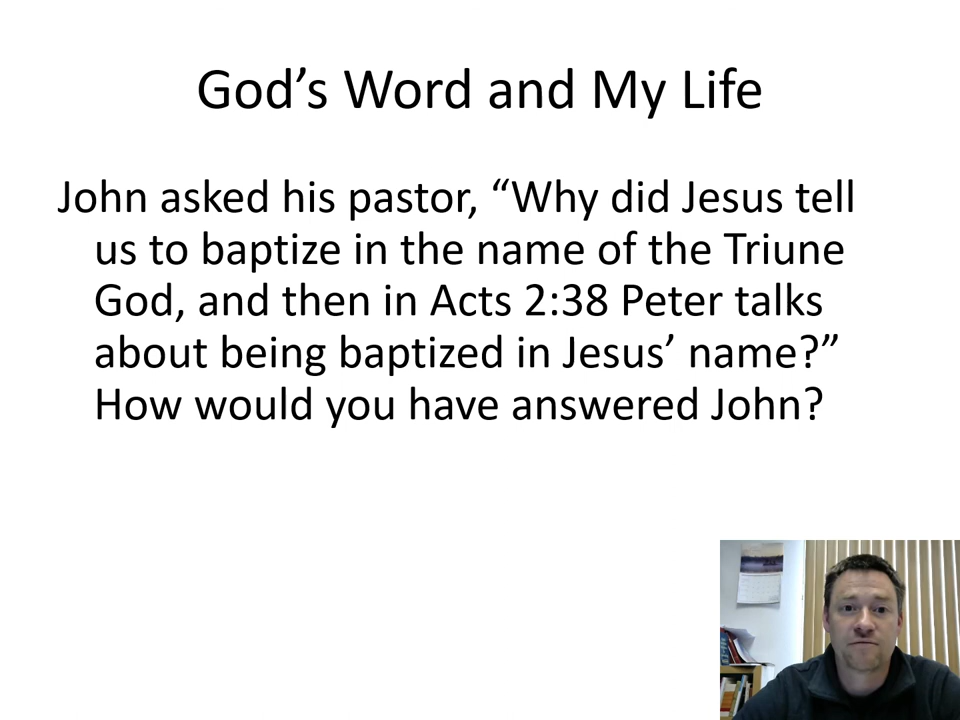 God’s Word and My Life
John asked his pastor, “Why did Jesus tell
us to baptize in the name of the Triune
God, and then in Acts 2:38 Peter talks
about being baptized in Jesus’ name?”
How would you have answered John?